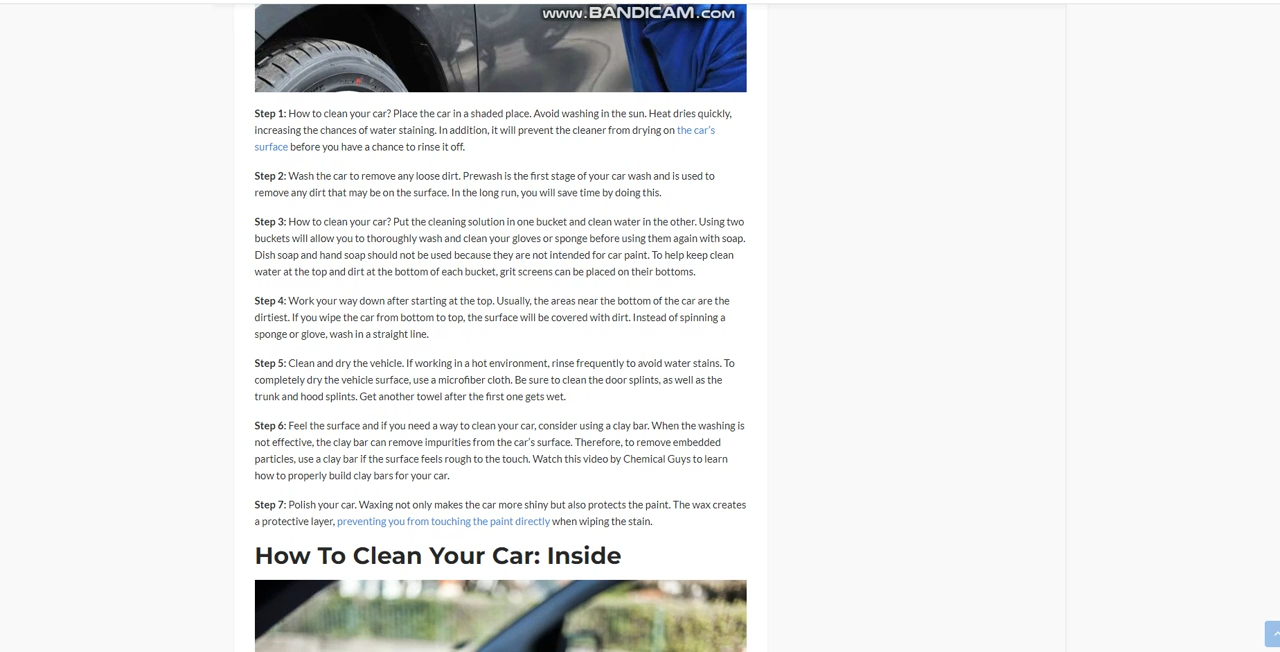 www.BANDICAM.com
Step 1: How to clean your car? Place the car in a shaded place. Avoid washing in the sun. Heat dries quickly,
increasing the chances of water staining. In addition, it will prevent the cleaner from drying on the car's
surface before you have a chance to rinse it off.
Step 2: Wash the car to remove any loose dirt. Prewash is the first stage of your car wash and is used to
remove any dirt that may be on the surface. In the long run, you will save time by doing this.
Step 3: How to clean your car? Put the cleaning solution in one bucket and clean water in the other. Using two
buckets will allow you to thoroughly wash and clean your gloves or sponge before using them again with soap.
Dish soap and hand soap should not be used because they are not intended for car paint. To help keep clean
water at the top and dirt at the bottom of each bucket, grit screens can be placed on their bottoms.
Step 4: Work your way down after starting at the top. Usually, the areas near the bottom of the car are the
dirtiest. If you wipe the car from bottom to top, the surface will be covered with dirt. Instead of spinning a
sponge or glove, wash in a straight line.
Step 5: Clean and dry the vehicle. If working in a hot environment, rinse frequently to avoid water stains. To
completely dry the vehicle surface, use a microfiber cloth. Be sure to clean the door splints, as well as the
trunk and hood splints. Get another towel after the first one gets wet.
Step 6: Feel the surface and if you need a way to clean your car, consider using a clay bar. When the washing is
not effective, the clay bar can remove impurities from the car's surface. Therefore, to remove embedded
particles, use a clay bar if the surface feels rough to the touch. Watch this video by Chemical Guys to learn
how to properly build clay bars for your car.
Step 7: Polish your car. Waxing not only makes the car more shiny but also protects the paint. The wax creates
a protective layer, preventing you from touching the paint directly when wiping the stain.
How To Clean Your Car: Inside